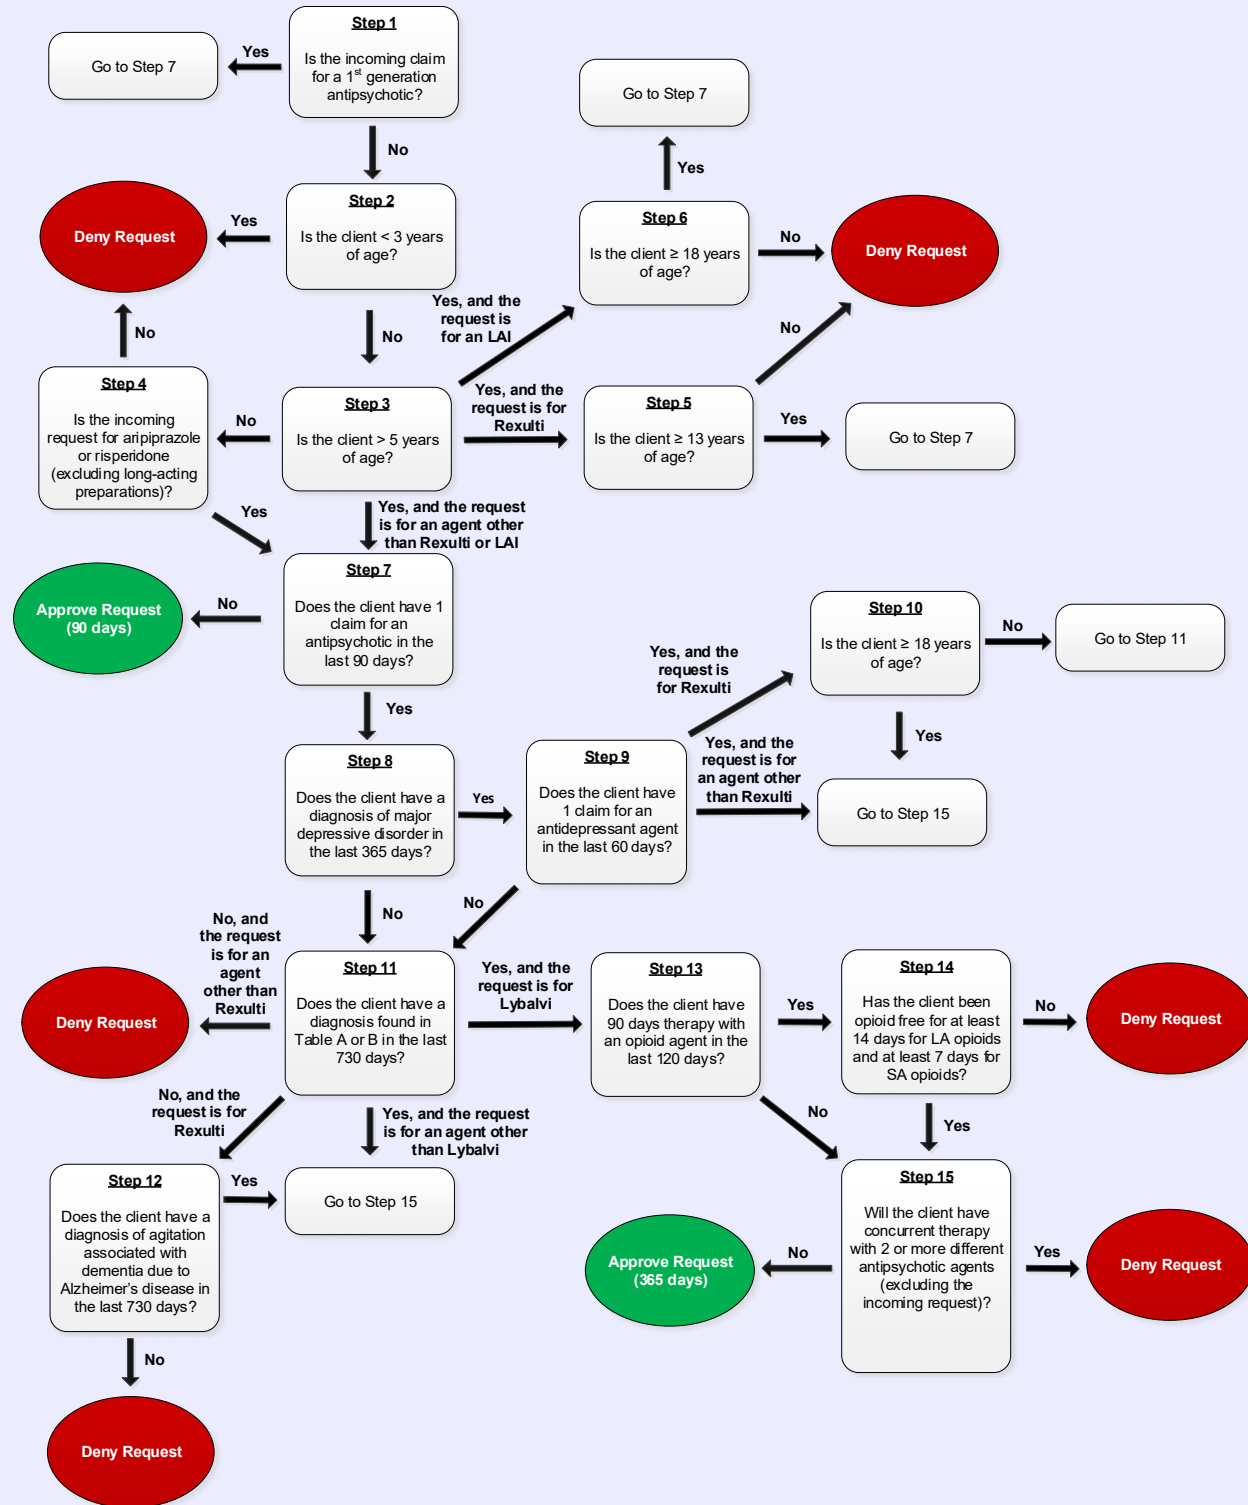 Step 1
Is the incoming claim
for a 1st generation
antipsychotic?
Yes
Go to Step 7
No
Step 2
Is the client < 3 years
of age?
Yes
Deny Request
No
Step 3
Is the client > 5 years
of age?
No
Step 4
Is the incoming
request for aripiprazole
or risperidone
(excluding long-acting
preparations)?
No
Yes
Yes, and the
request is
for an LAI
Step 6
Is the client ≥ 18 years
of age?
Yes
Go to Step 7
No
Deny Request
Yes, and the
request is for
Rexulti
Step 5
Is the client ≥ 13 years
of age?
No
Yes
Go to Step 7
Yes, and the request
is for an agent other
than Rexulti or LAI
Step 7
Does the client have 1
claim for an
antipsychotic in the
last 90 days?
No
Approve Request
(90 days)
Yes
Step 8
Does the client have a
diagnosis of major
depressive disorder in
the last 365 days?
Yes
Step 9
Does the client have
1 claim for an
antidepressant agent
in the last 60 days?
Yes, and the
request is
for Rexulti
Step 10
Is the client ≥ 18 years
of age?
No
Go to Step 11
Yes
Yes, and the
request is for
an agent other
than Rexulti
Go to Step 15
No
No
Step 11
Does the client have a
diagnosis found in
Table A or B in the last
730 days?
No, and
the request
is for an
agent
other than
Rexulti
Deny Request
Yes, and the
request is for
Lybalvi
Step 13
Does the client have
90 days therapy with
an opioid agent in the
last 120 days?
Yes
Step 14
Has the client been
opioid free for at least
14 days for LA opioids
and at least 7 days for
SA opioids?
No
Deny Request
No
Yes
No, and the
request is for
Rexulti
Yes, and the request
is for an agent other
than Lybalvi
Go to Step 15
Step 12
Does the client have a
diagnosis of agitation
associated with
dementia due to
Alzheimer's disease in
the last 730 days?
Yes
No
Deny Request
Step 15
Will the client have
concurrent therapy
with 2 or more different
antipsychotic agents
(excluding the
incoming request)?
No
Approve Request
(365 days)
Yes
Deny Request